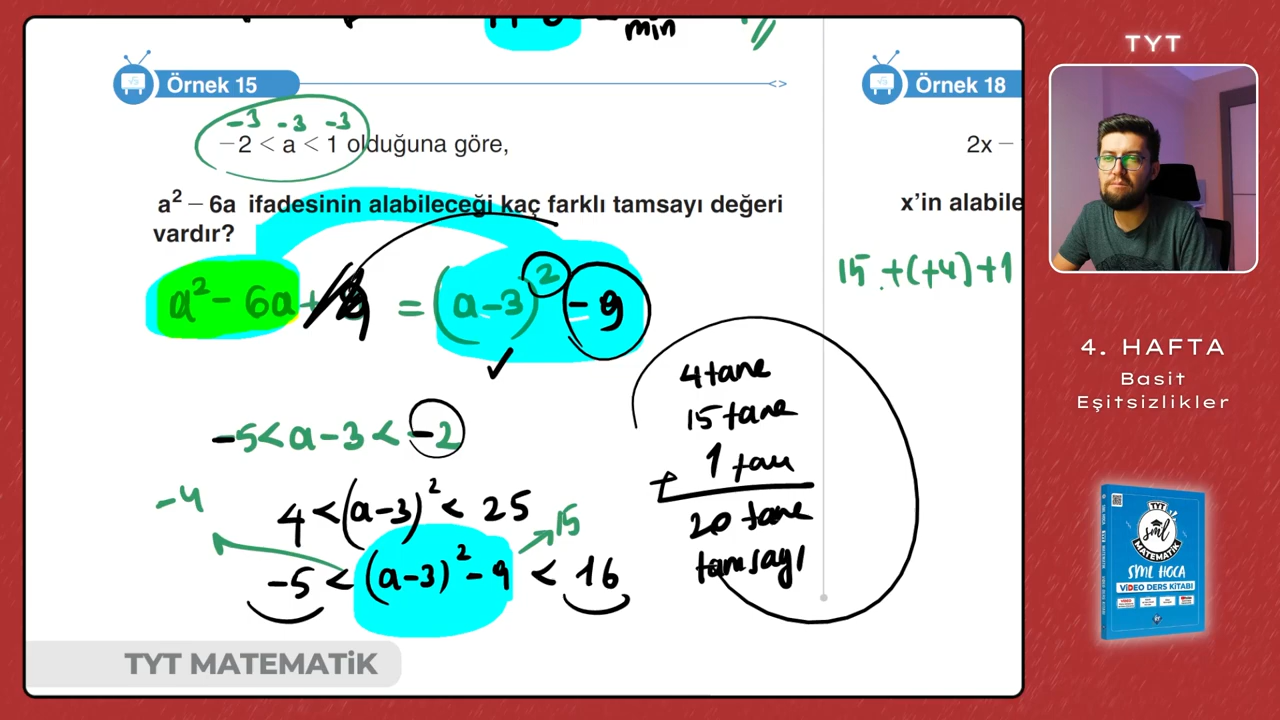 min
Örnek 15
<>
-3 -3 -3
-2 < a < 1 olduğuna göre,
a² - 6a ifadesinin alabileceği kaç farklı tamsayı değeri
vardır?
a² - 6a + 9 = (a-3)² - 9
-5 < a-3 < -2
4 < (a-3)² < 25
-4
15
-5 < (a-3)² - 9 < 16
4 tane
15 tane
+ 1 tane
20 tane
tamsayı
Örnek 18
2x -
x'in alabile
15 + (+4) + 1
TYT MATEMATİK
TYT
4. HAFTA
Basit
Eşitsizlikler
TYT
SML
MATEMATİK
SML HOCA
VİDEO DERS KİTABI